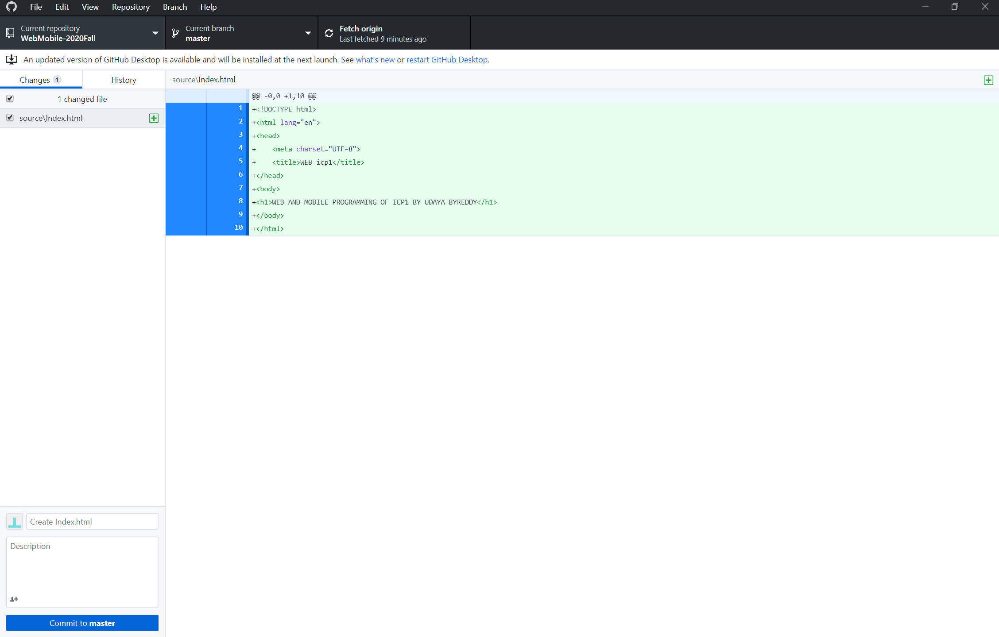 File Edit View Repository Branch Help
Current repository
WebMobile-2020Fall
Current branch
master
Fetch origin
Last fetched 9 minutes ago
An updated version of GitHub Desktop is available and will be installed at the next launch. See what's new or restart GitHub Desktop.
Changes 1
History
source\Index.html
1 changed file
source\Index.html
@@ -0,0 +1,10 @@
1 +<!DOCTYPE html>
2 +<html lang="en">
3 +<head>
4 +    <meta charset="UTF-8">
5 +    <title>WEB icp1</title>
6 +</head>
7 +<body>
8 +<h1>WEB AND MOBILE PROGRAMMING OF ICP1 BY UDAYA BYREDDY</h1>
9 +</body>
10 +</html>
Create Index.html
Description
Commit to master